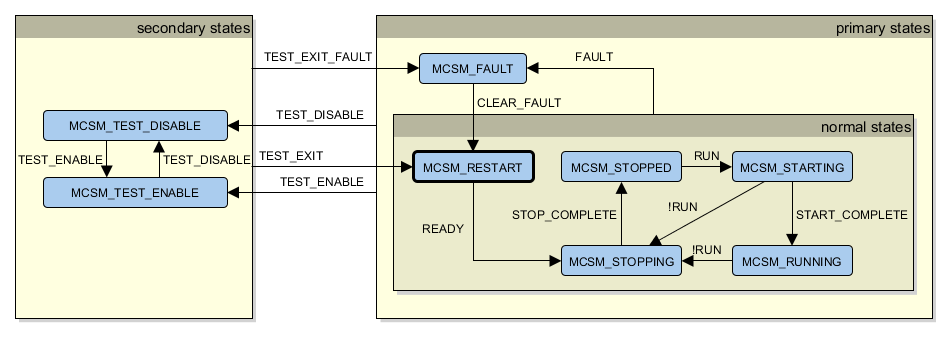 secondary states
primary states
TEST_EXIT_FAULT
MCSM_FAULT
FAULT
CLEAR_FAULT
TEST_DISABLE
MCSM_TEST_DISABLE
normal states
TEST_ENABLE
TEST_DISABLE
TEST_EXIT
MCSM_RESTART
MCSM_STOPPED
RUN
MCSM_STARTING
MCSM_TEST_ENABLE
TEST_ENABLE
!RUN
STOP_COMPLETE
START_COMPLETE
READY
MCSM_STOPPING
!RUN
MCSM_RUNNING